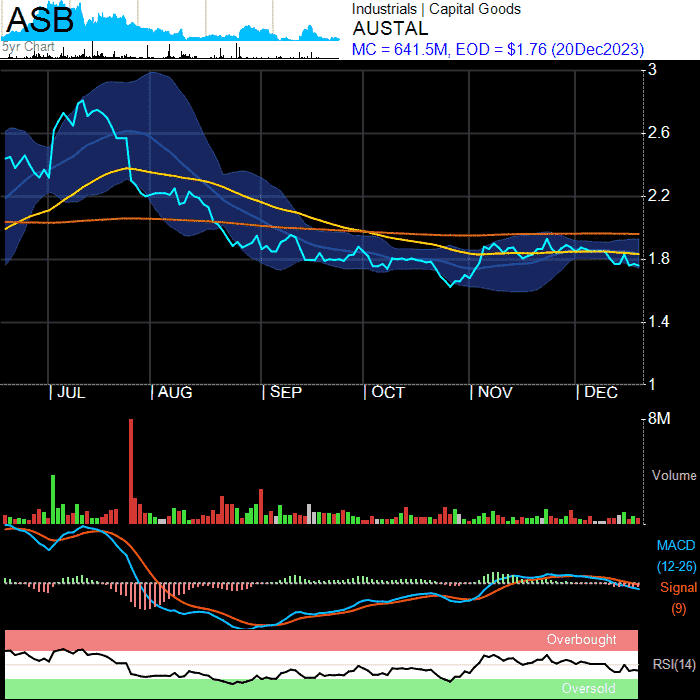 ASB
5yr Chart
Industrials | Capital Goods
AUSTAL
MC = 641.5M, EOD = $1.76 (20Dec2023)
3
2.6
2.2
1.8
1.4
1
| JUL | AUG | SEP | OCT | NOV | DEC
8M
Volume
MACD
(12-26)
Signal
(9)
Overbought
RSI(14)
Oversold